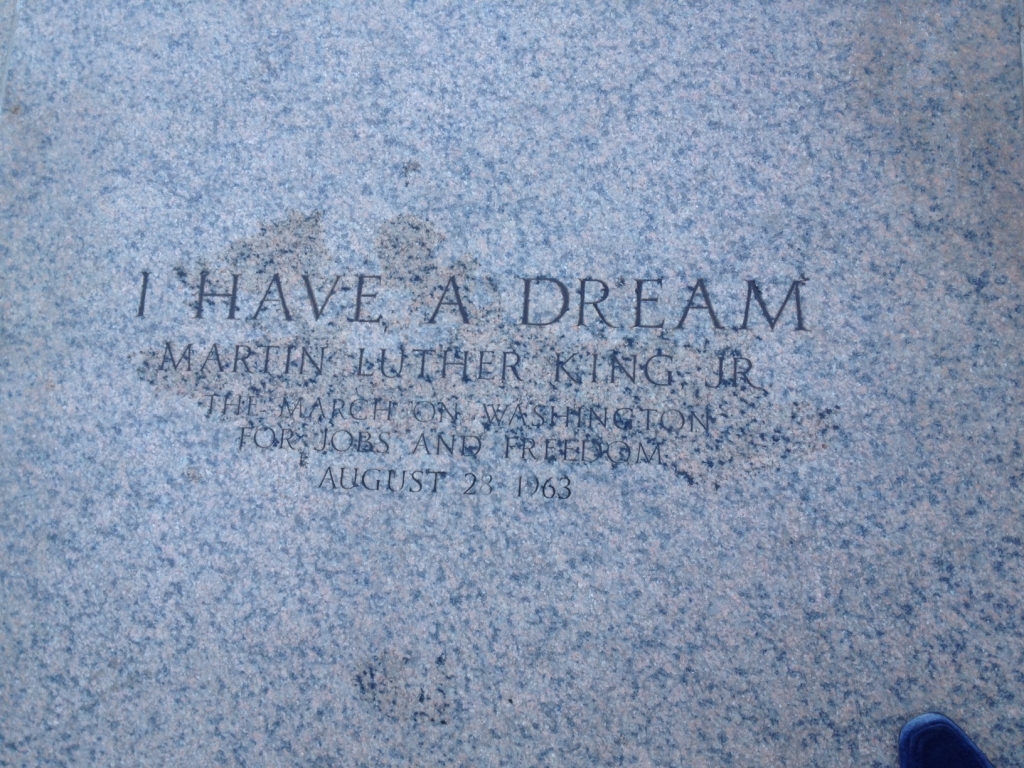 I HAVE A DREAM
MARTIN LUTHER KING JR
THE MARCH ON WASHINGTON
FOR JOBS AND FREEDOM
AUGUST 28 1963